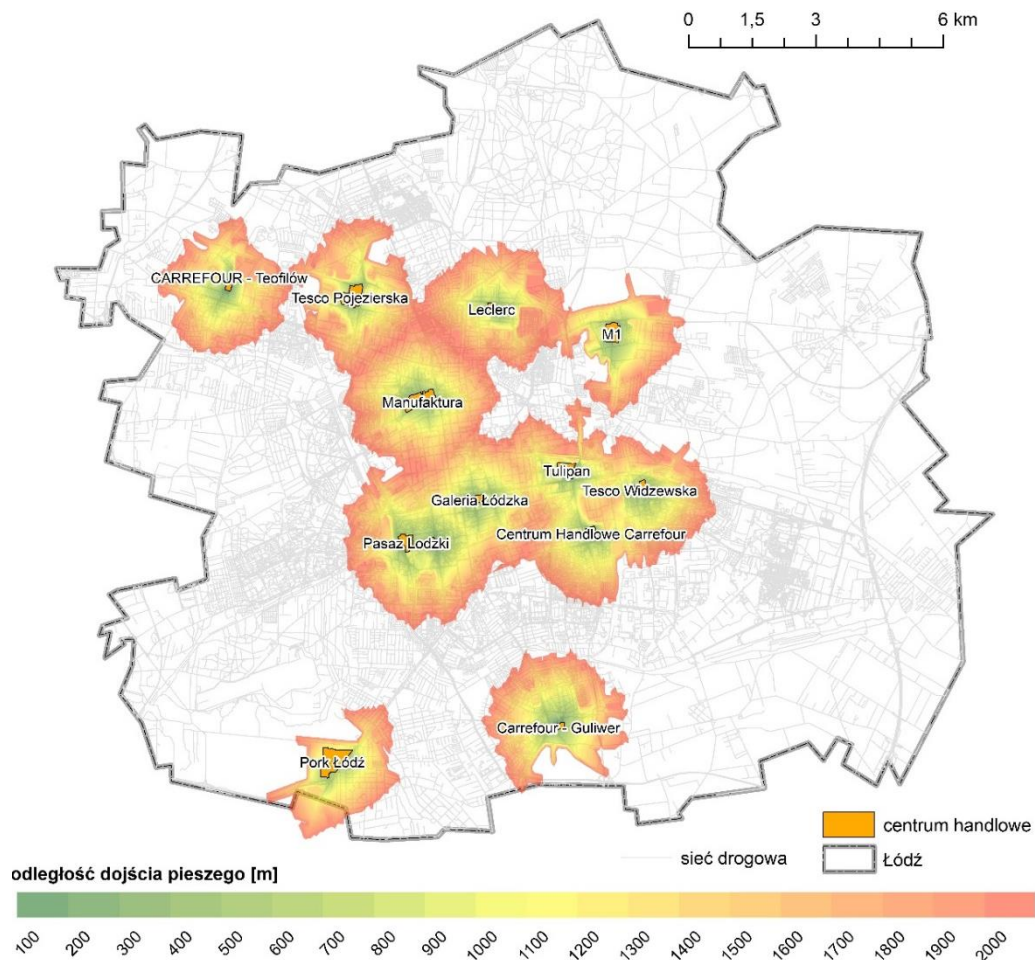 0 1,5 3 6 km
CARREFOUR - Teofilów
Tesco Pojezierska
Leclerc
M1
Manufaktura
Tulipan
Tesco Widzewska
Galeria Łódzka
Centrum Handlowe Carrefour
Pasaż Łodzki
Carrefour - Guliwer
Pork Łódź
centrum handlowe
sieć drogowa
Łódź
odległość dojścia pieszego [m]
100 200 300 400 500 600 700 800 900 1000 1100 1200 1300 1400 1500 1600 1700 1800 1900 2000